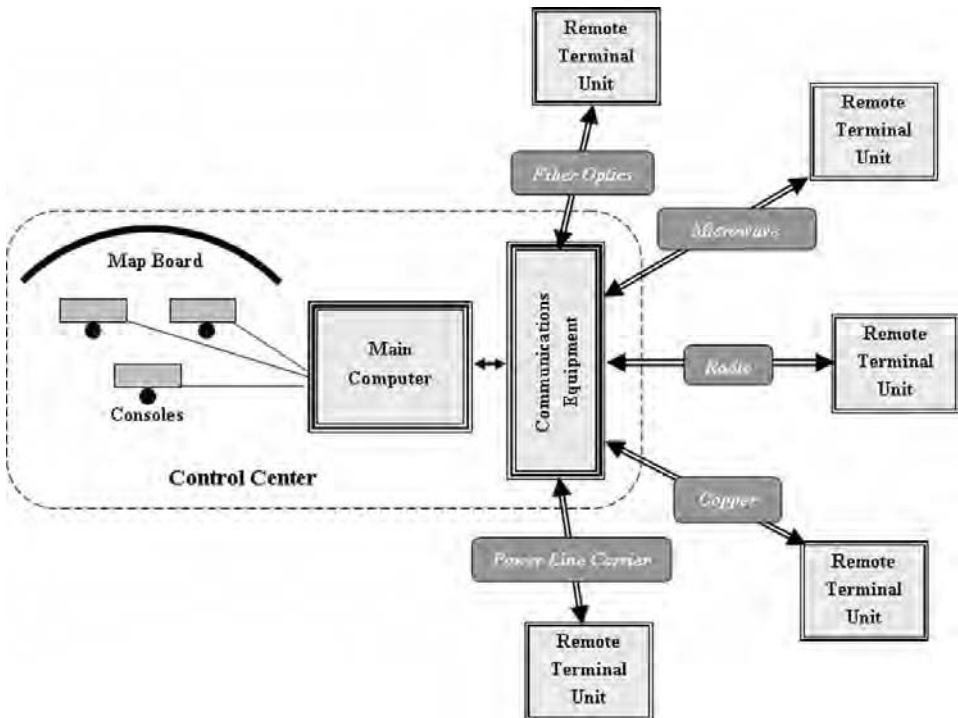 Remote
Terminal
Unit
Remote
Terminal
Unit
Fiber Optics
Microwave
Map Board
Main
Computer
Communications
Equipment
Radio
Remote
Terminal
Unit
Consoles
Control Center
Copper
Power Line Carrier
Remote
Terminal
Unit
Remote
Terminal
Unit